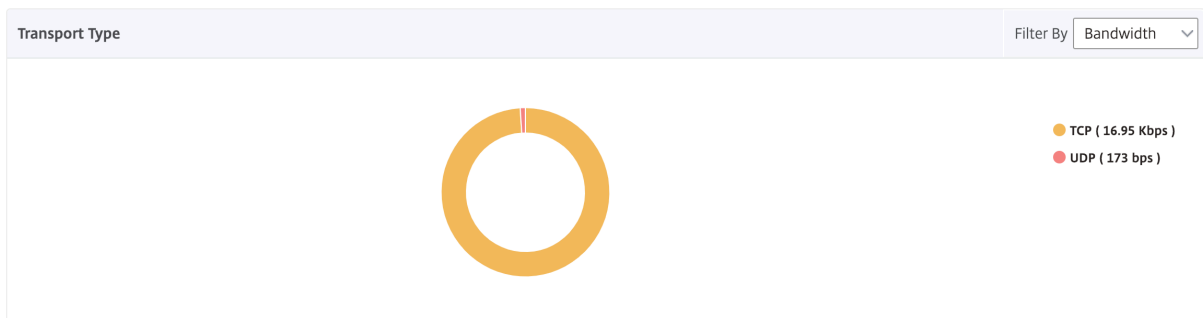 Transport Type
Filter By Bandwidth
TCP ( 16.95 Kbps )
UDP ( 173 bps )